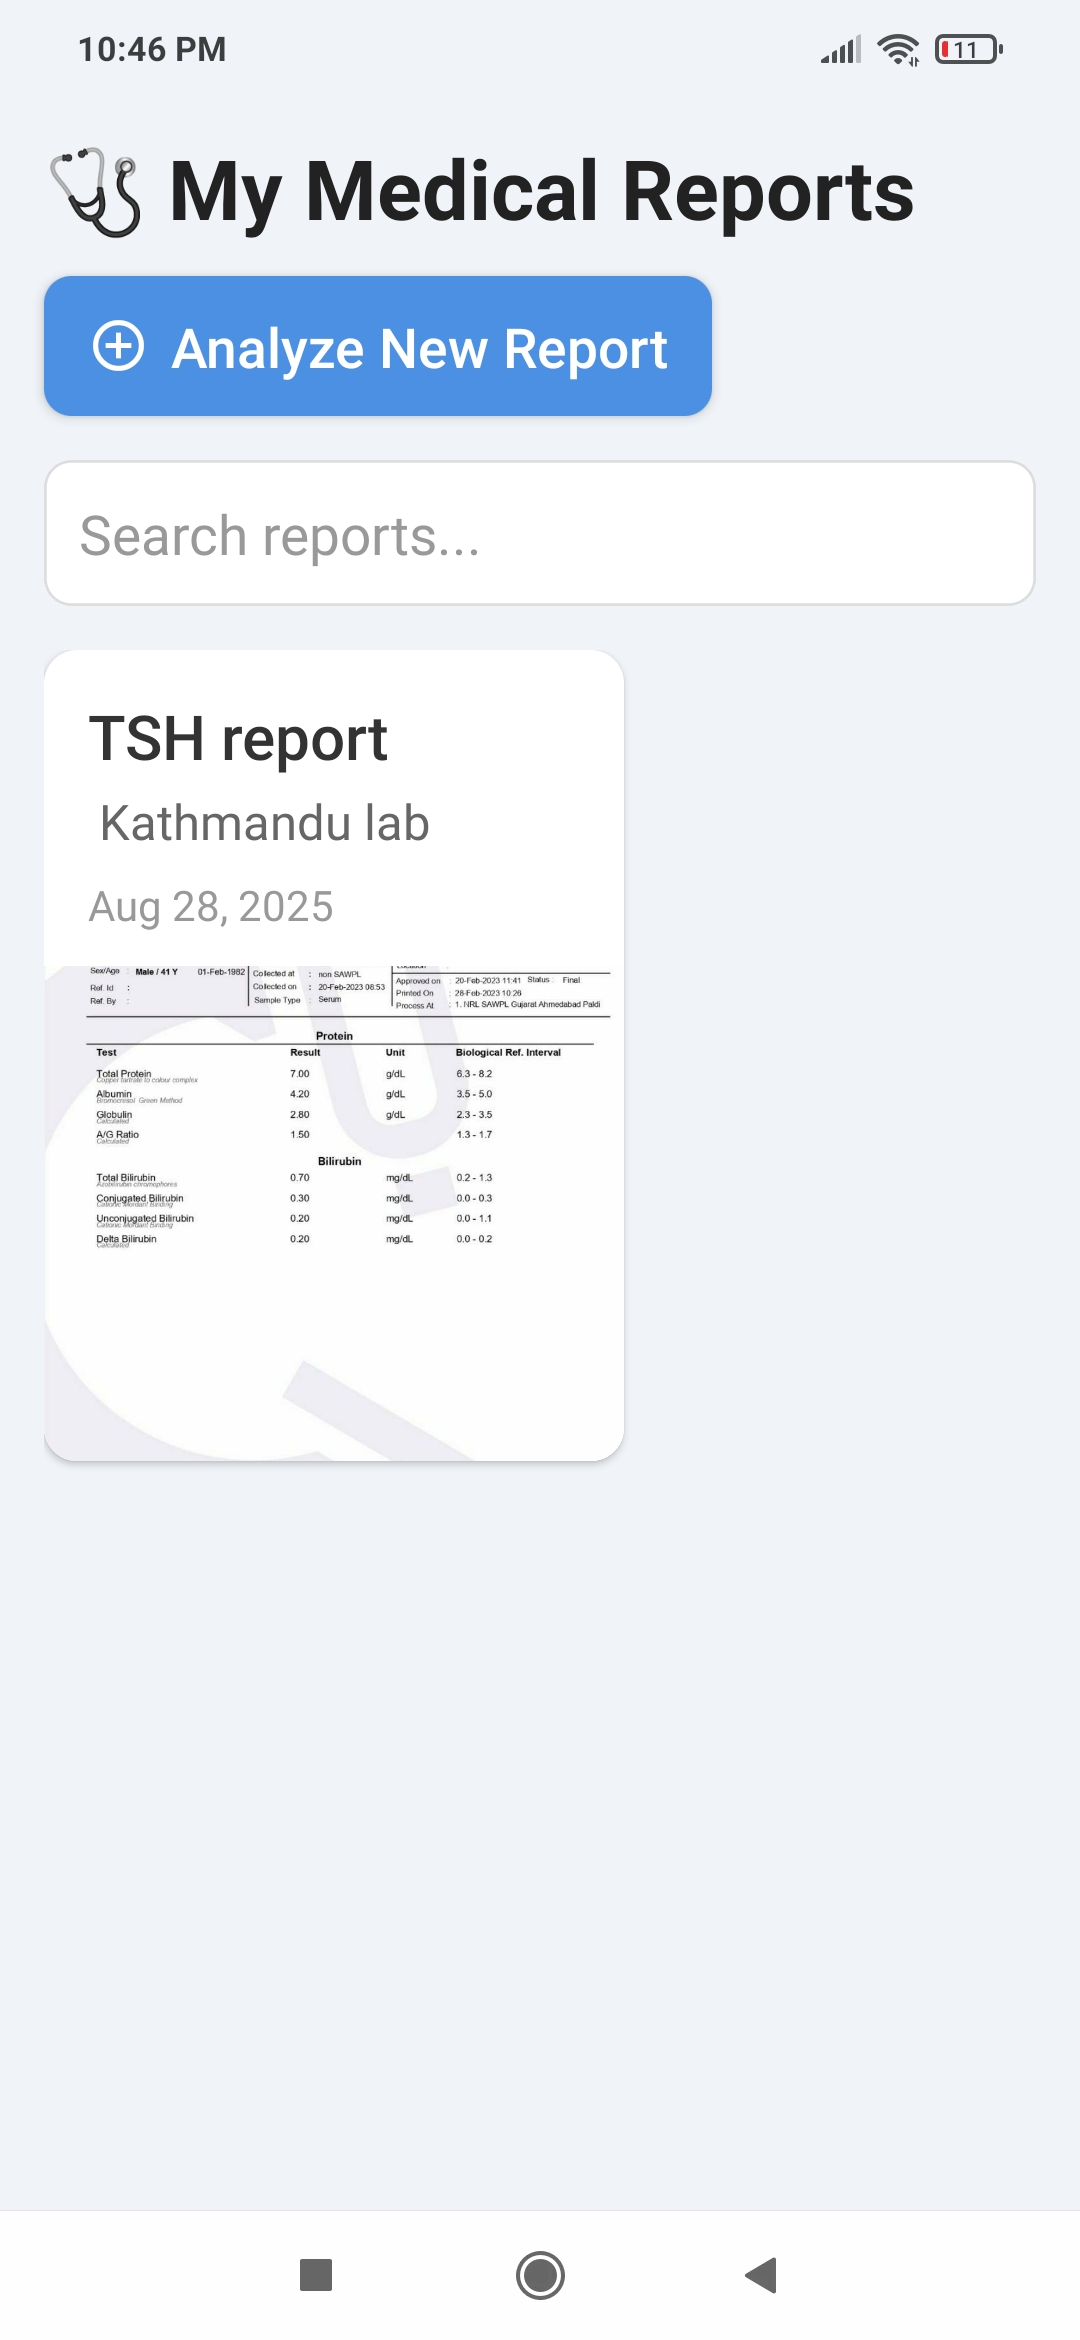 10:46 PM
11
My Medical Reports
Analyze New Report
Search reports...
TSH report
Kathmandu lab
Aug 28, 2025
Sex/Age : Male / 41 Y 01-Feb-1982
Ref. Id :
Ref. By :
Collected at : non SAWPL
Collected on : 20-Feb-2023 08:53
Sample Type : Serum
Location :
Approved on : 20-Feb-2023 11:41 Status : Final
Printed On : 28-Feb-2023 10:26
Process At : 1. NRL SAWPL Gujarat Ahmedabad Paldi
Protein
Test Result Unit Biological Ref. Interval
Total Protein 7.00 g/dL 6.3 - 8.2
Copper tartrate to colour complex
Albumin 4.20 g/dL 3.5 - 5.0
Bromocresol Green Method
Globulin 2.80 g/dL 2.3 - 3.5
Calculated
A/G Ratio 1.50 1.3 - 1.7
Calculated
Bilirubin
Total Bilirubin 0.70 mg/dL 0.2 - 1.3
Azobilirubin chromophores
Conjugated Bilirubin 0.30 mg/dL 0.0 - 0.3
Cationic Mordant Binding
Unconjugated Bilirubin 0.20 mg/dL 0.0 - 1.1
Cationic Mordant Binding
Delta Bilirubin 0.20 mg/dL 0.0 - 0.2
Calculated